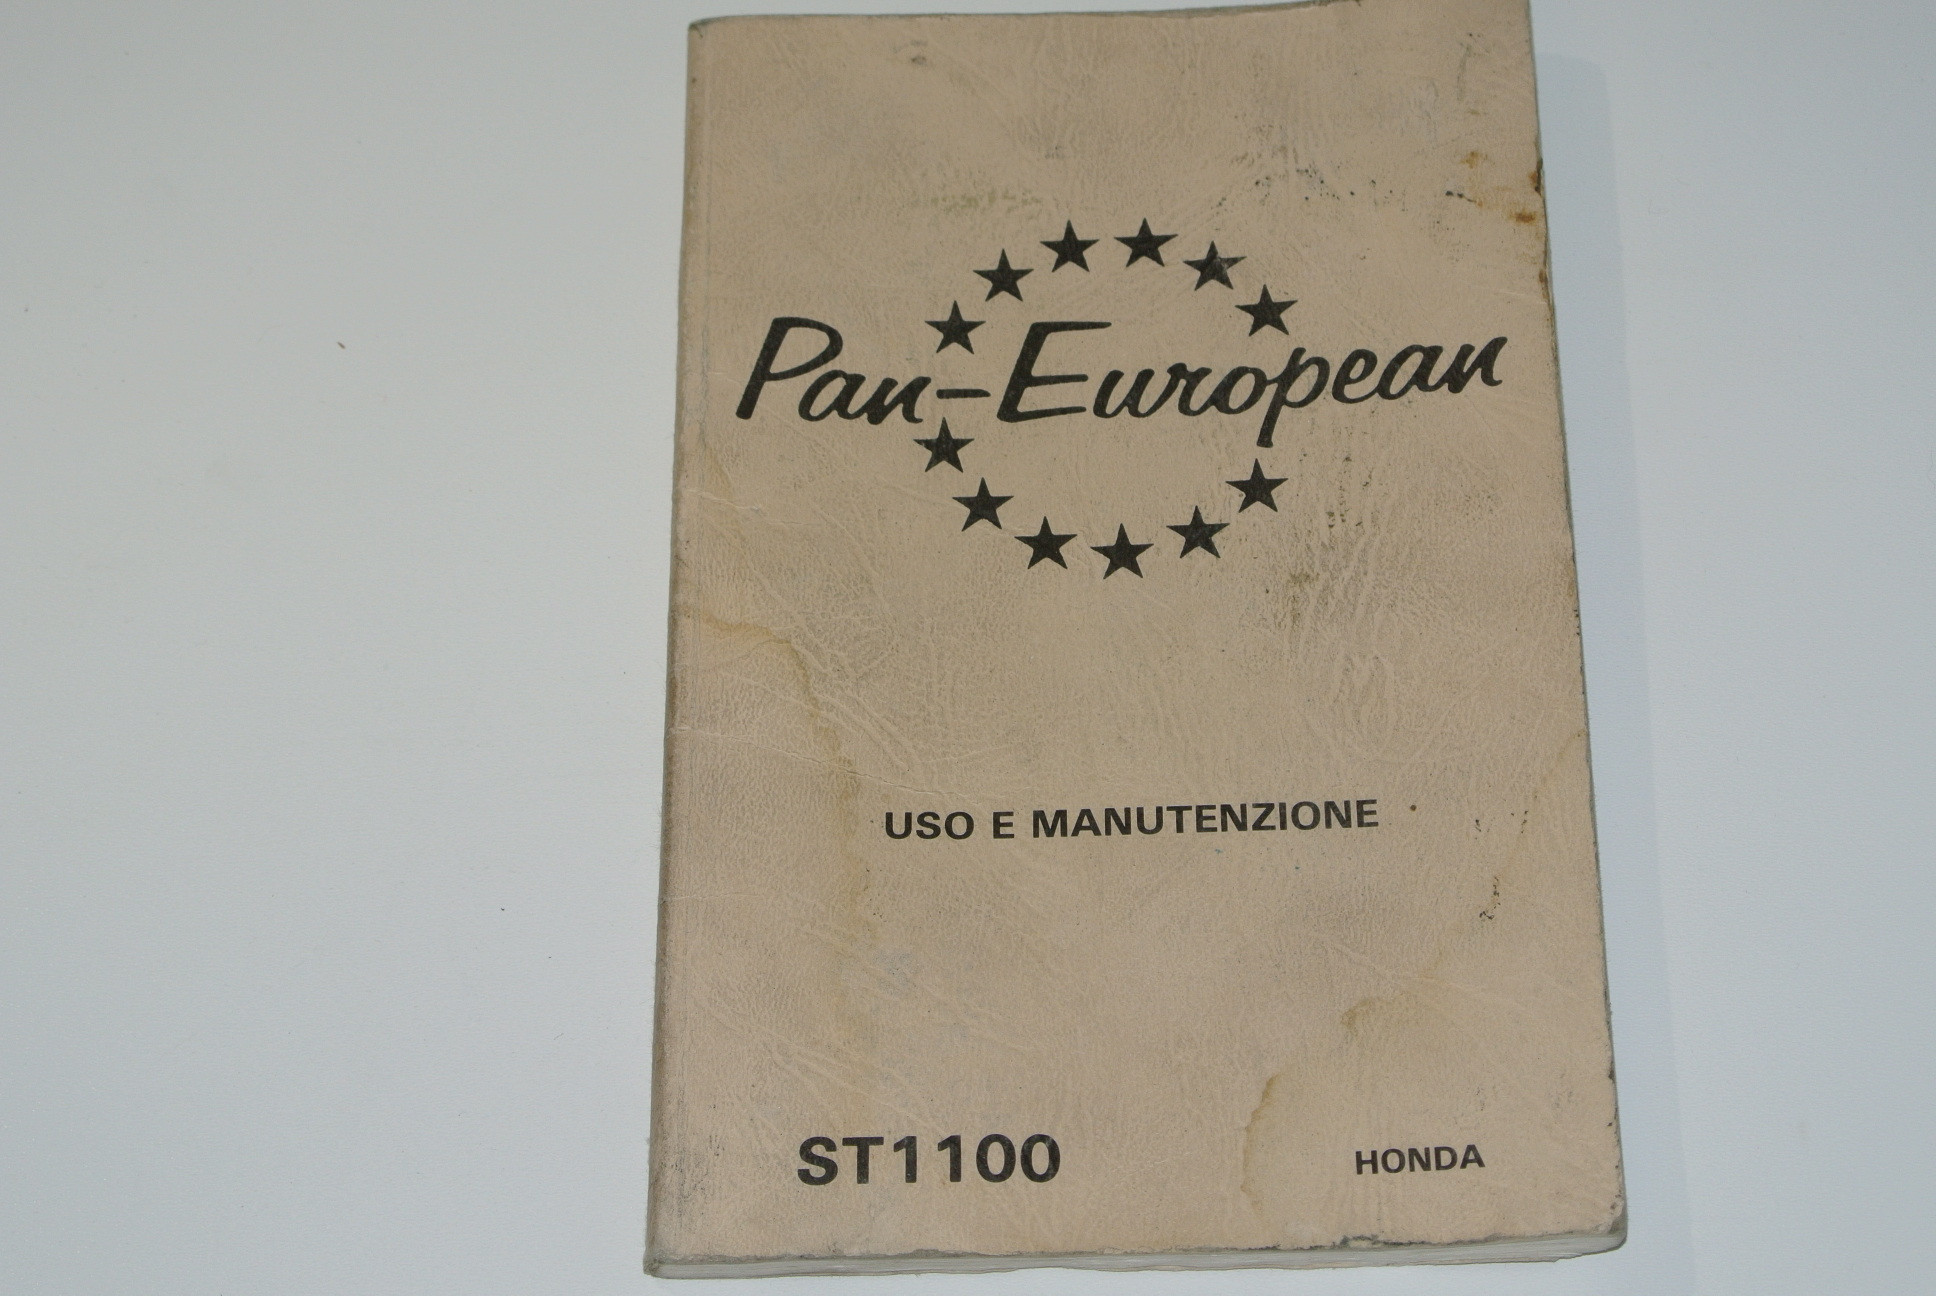 Pan-European
USO E MANUTENZIONE
ST1100
HONDA